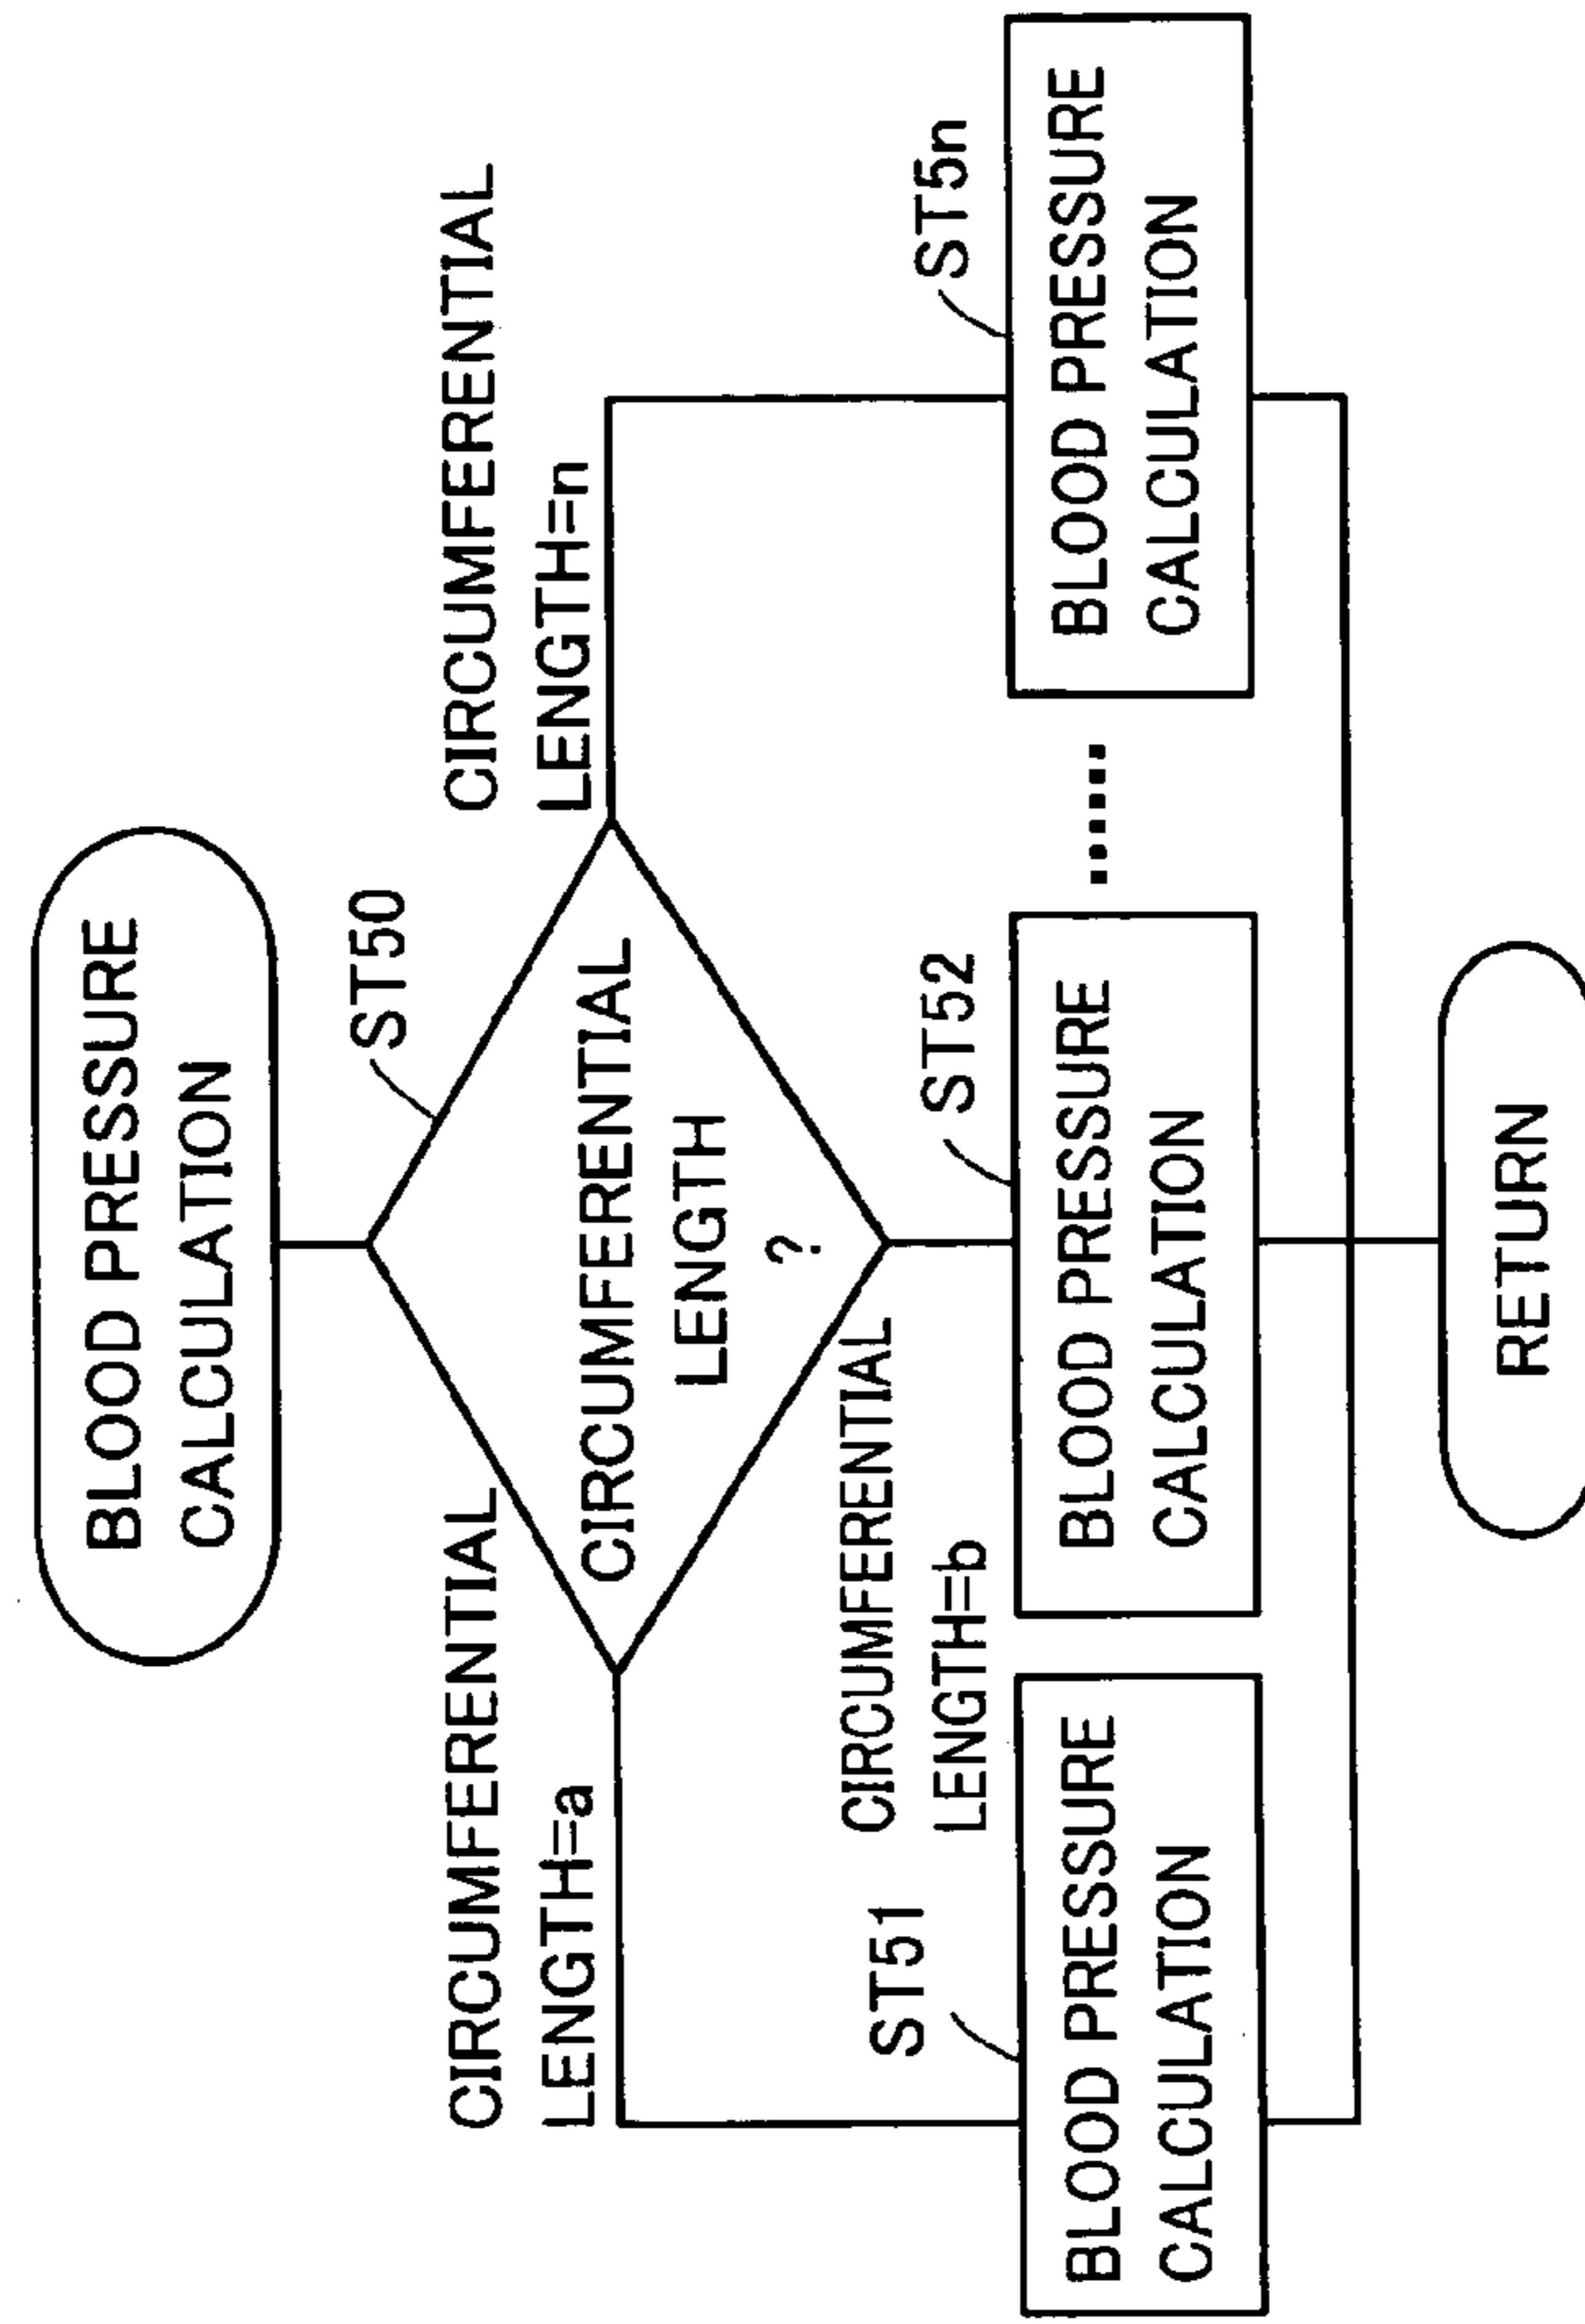 BLOOD PRESSURE
CALCULATION
ST50
CIRCUMFERENTIAL
LENGTH
?
CIRCUMFERENTIAL
LENGTH=a
CIRCUMFERENTIAL
LENGTH=n
CIRCUMFERENTIAL
LENGTH=b
ST51
BLOOD PRESSURE
CALCULATION
ST52
BLOOD PRESSURE
CALCULATION
......
ST5n
BLOOD PRESSURE
CALCULATION
RETURN